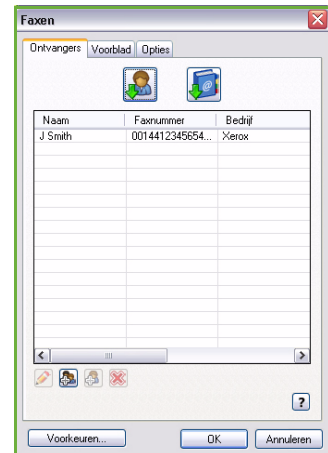 Faxen
Ontvangers Voorblad Opties
Naam Faxnummer Bedrijf
J Smith 0014412345654... Xerox
?
Voorkeuren... OK Annuleren